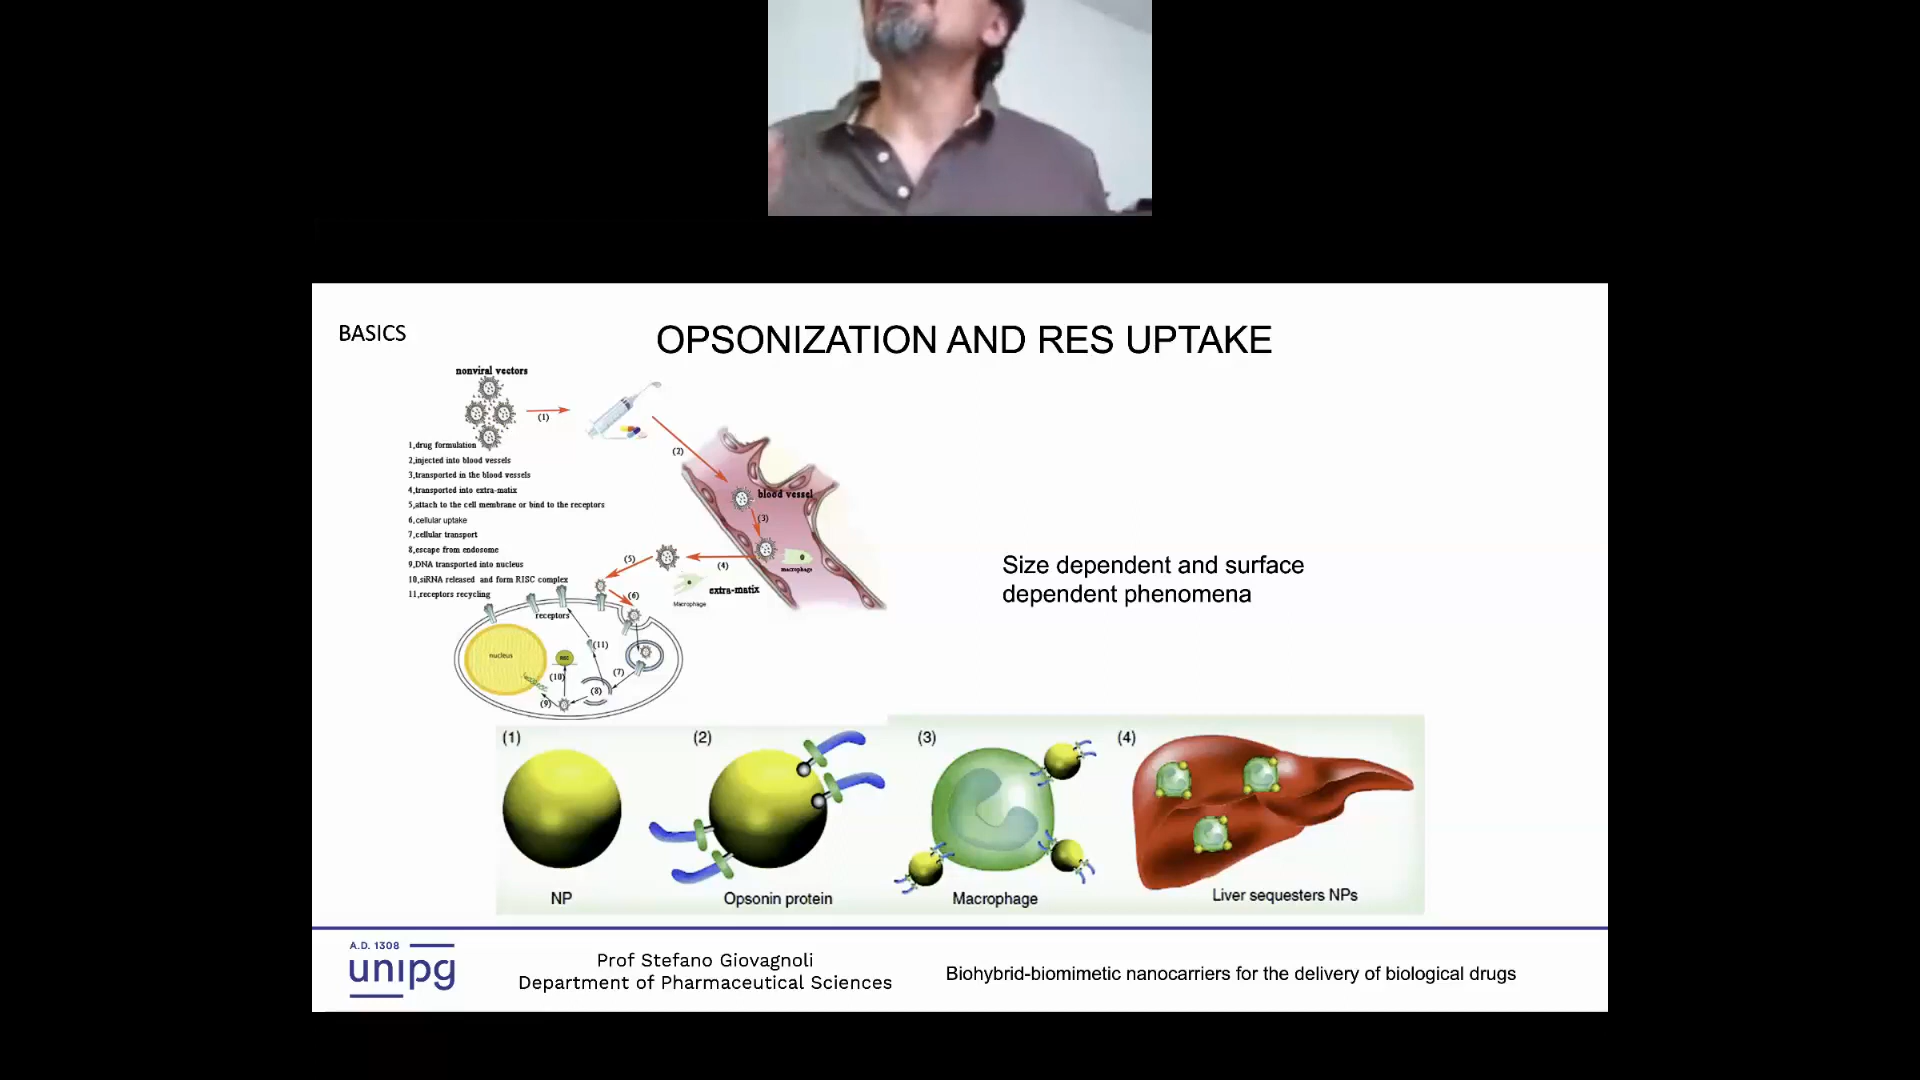 BASICS
OPSONIZATION AND RES UPTAKE
nonviral vectors
(1)
1,drug formulation
2,injected into blood vessels
3,transported in the blood vessels
4,transported into extra-matix
5,attach to the cell membrane or bind to the receptors
6,cellular uptake
7,cellular transport
8,escape from endosome
9,DNA transported into nucleus
10,siRNA released and form RISC complex
11,receptors recycling
(2)
blood vessel
(3)
macrophage
(4)
(5)
extra-matix
Macrophage
(6)
receptors
nucleus
(11)
(10)
(7)
(8)
(9)
Size dependent and surface
dependent phenomena
(1)
(2)
(3)
(4)
NP
Opsonin protein
Macrophage
Liver sequesters NPs
A.D. 1308
unipg
Prof Stefano Giovagnoli
Department of Pharmaceutical Sciences
Biohybrid-biomimetic nanocarriers for the delivery of biological drugs